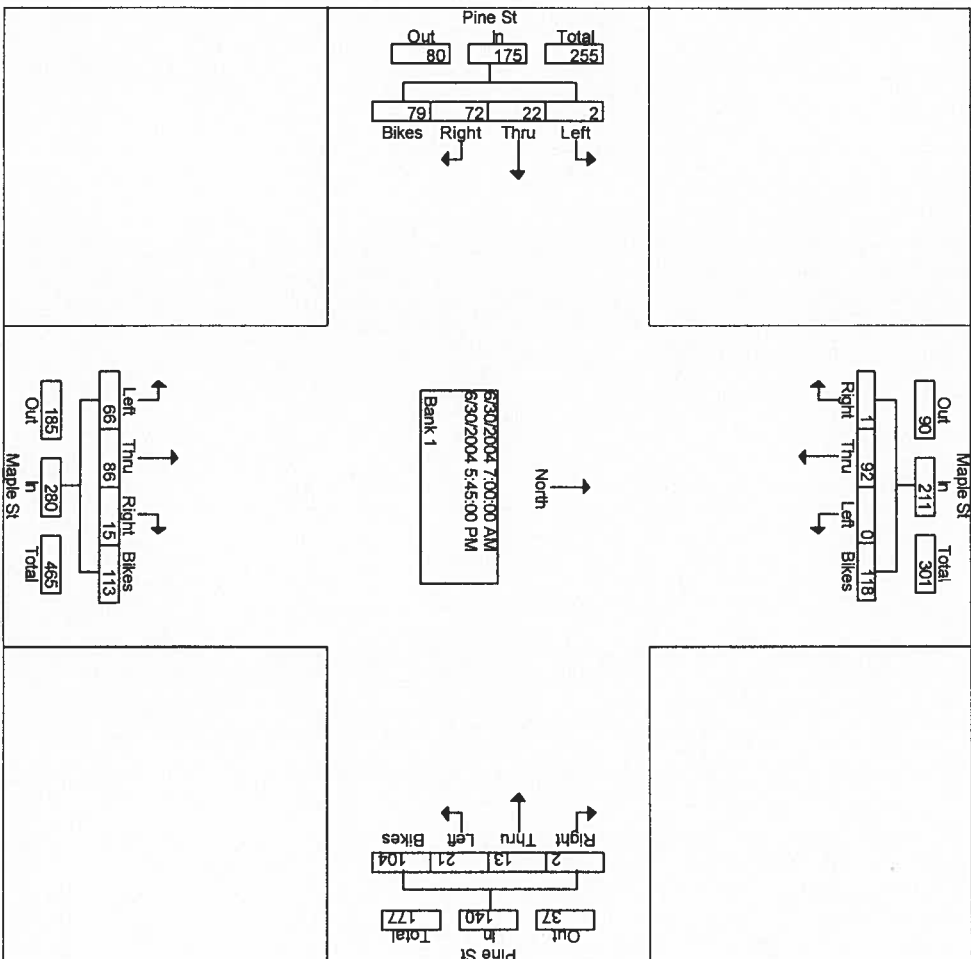 Pine St
Out In Total
80 175 255
79 72 22 2
Bikes Right Thru Left
Maple St
Out In Total
90 211 301
1 92 0 118
Right Thru Left Bikes
North
6/30/2004 7:00:00 AM
6/30/2004 5:45:00 PM
Bank 1
Left Thru Right Bikes
66 86 15 113
185 280 465
Out In Total
Maple St
Right Thru Left Bikes
2 13 21 104
37 140 177
Out In Total
Pine St